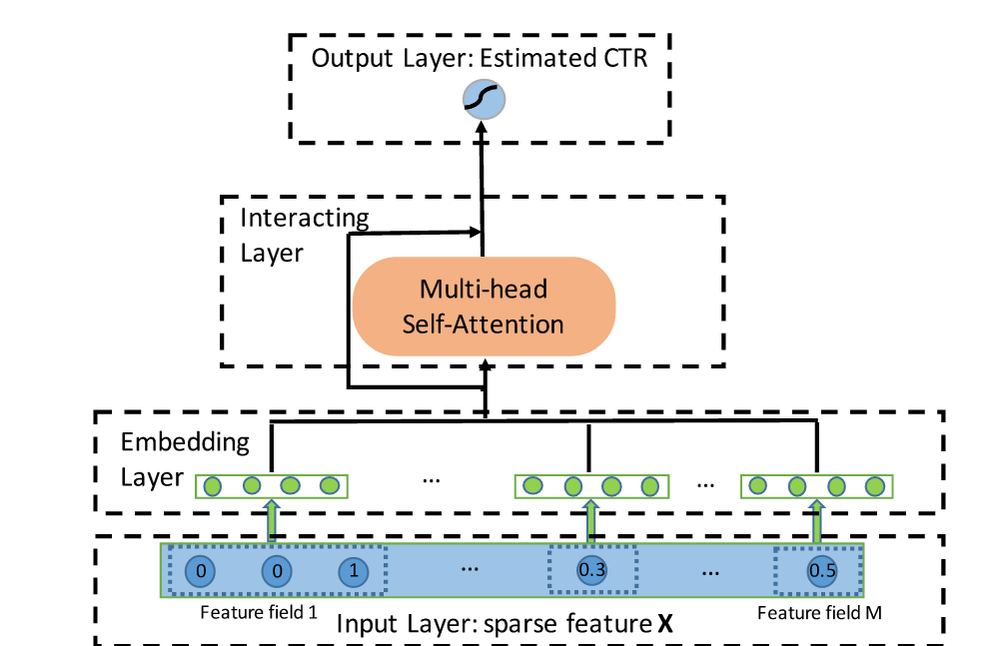 Output Layer: Estimated CTR
Interacting
Layer
Multi-head
Self-Attention
Embedding
Layer
... ...
0 0 1 ... 0.3 ... 0.5
Feature field 1 Feature field M
Input Layer: sparse feature X